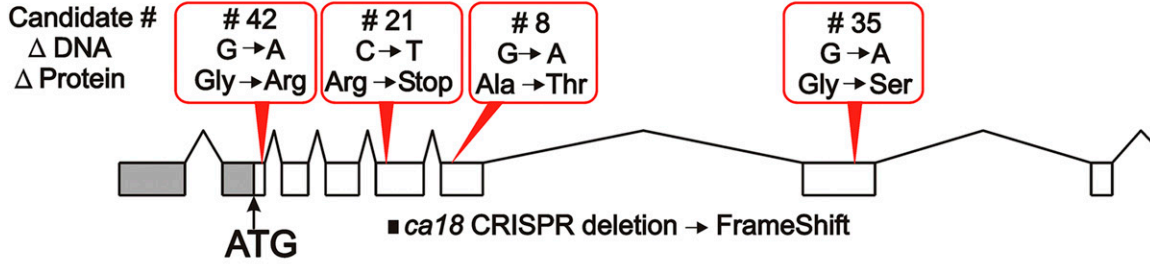 Candidate #
Δ DNA
Δ Protein
# 42
G→A
Gly→Arg
# 21
C→T
Arg→Stop
# 8
G→A
Ala→Thr
# 35
G→A
Gly→Ser
ATG
ca18 CRISPR deletion → FrameShift